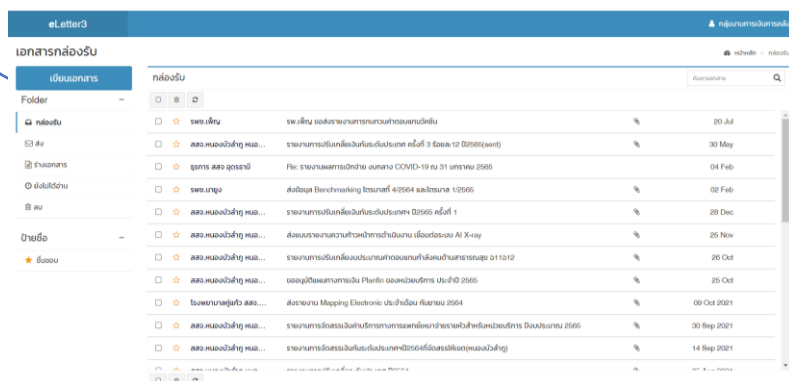 eLetter3
กลุ่มงานการเงินการคลัง
เอกสารกล่องรับ
หน้าหลัก > กล่องรับ
เขียนเอกสาร
Folder
กล่องรับ
ส่ง
ร่างเอกสาร
ยังไม่ได้อ่าน
ลบ
ป้ายชื่อ
ชื่นชอบ
กล่องรับ
ค้นหาเอกสาร
รพช.เพ็ญ รพ.เพ็ญ ขอส่งรายงานการทบทวนค่าตอบแทนวัคซีน 20 Jul
สสจ.หนองบัวลำภู หนอ... รายงานการปรับเกลี่ยเงินกันระดับประเทศ ครั้งที่ 3 ร้อยละ12 ปี2565(sent) 30 May
ธุรการ สสจ อุดรธานี Re: รายงานผลการเบิกจ่าย งบกลาง COVID-19 ณ 31 มกราคม 2565 04 Feb
รพช.นายูง ส่งข้อมูล Benchmarking ไตรมาสที่ 4/2564 และไตรมาส 1/2565 02 Feb
สสจ.หนองบัวลำภู หนอ... รายงานการปรับเกลี่ยเงินกันระดับประเทศฯ ปี2565 ครั้งที่ 1 28 Dec
สสจ.หนองบัวลำภู หนอ... ส่งแบบรายงานความก้าวหน้าการดำเนินงาน เชื่อมต่อระบบ AI X-ray 25 Nov
สสจ.หนองบัวลำภู หนอ... รายงานการปรับเกลี่ยงบประมาณค่าตอบแทนกำลังคนด้านสาธารณสุข ฉ11ฉ12 26 Oct
สสจ.หนองบัวลำภู หนอ... ขออนุมัติแผนทางการเงิน Planfin ของหน่วยบริการ ประจำปี 2565 25 Oct
โรงพยาบาลกู่แก้ว สสจ.... ส่งรายงาน Mapping Electronic ประจำเดือน กันยายน 2564 09 Oct 2021
สสจ.หนองบัวลำภู หนอ... รายงานการจัดสรรเงินค่าบริการทางการแพทย์เหมาจ่ายรายหัวสำหรับหน่วยบริการ ปีงบประมาณ 2565 30 Sep 2021
สสจ.หนองบัวลำภู หนอ... รายงานการจัดสรรเงินกันระดับประเทศฯปี2564ที่จัดสรรให้เขต(หนองบัวลำภู) 14 Sep 2021